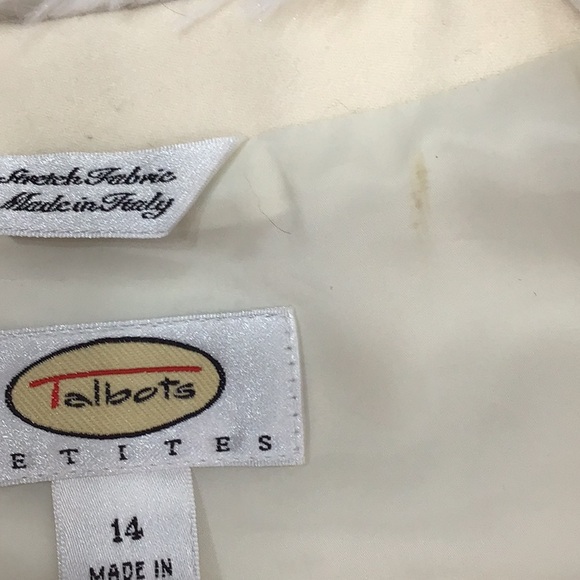 Stretch Fabric
Made in Italy
Talbots
ETITES
14
MADE IN